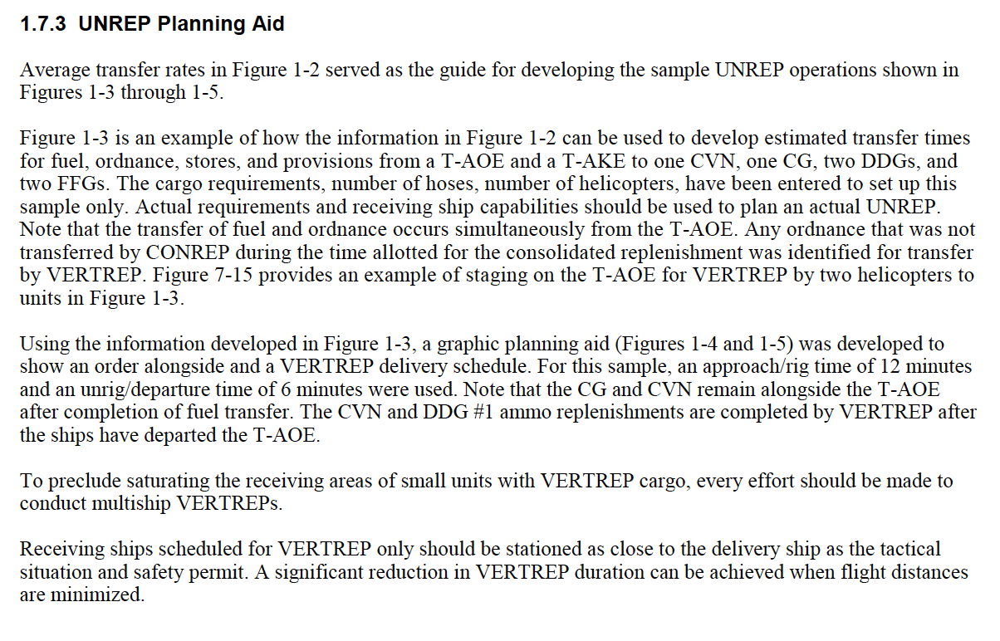 1.7.3 UNREP Planning Aid
Average transfer rates in Figure 1-2 served as the guide for developing the sample UNREP operations shown in
Figures 1-3 through 1-5.
Figure 1-3 is an example of how the information in Figure 1-2 can be used to develop estimated transfer times
for fuel, ordnance, stores, and provisions from a T-AOE and a T-AKE to one CVN, one CG, two DDGs, and
two FFGs. The cargo requirements, number of hoses, number of helicopters, have been entered to set up this
sample only. Actual requirements and receiving ship capabilities should be used to plan an actual UNREP.
Note that the transfer of fuel and ordnance occurs simultaneously from the T-AOE. Any ordnance that was not
transferred by CONREP during the time allotted for the consolidated replenishment was identified for transfer
by VERTREP. Figure 7-15 provides an example of staging on the T-AOE for VERTREP by two helicopters to
units in Figure 1-3.
Using the information developed in Figure 1-3, a graphic planning aid (Figures 1-4 and 1-5) was developed to
show an order alongside and a VERTREP delivery schedule. For this sample, an approach/rig time of 12 minutes
and an unrig/departure time of 6 minutes were used. Note that the CG and CVN remain alongside the T-AOE
after completion of fuel transfer. The CVN and DDG #1 ammo replenishments are completed by VERTREP after
the ships have departed the T-AOE.
To preclude saturating the receiving areas of small units with VERTREP cargo, every effort should be made to
conduct multiship VERTREPs.
Receiving ships scheduled for VERTREP only should be stationed as close to the delivery ship as the tactical
situation and safety permit. A significant reduction in VERTREP duration can be achieved when flight distances
are minimized.